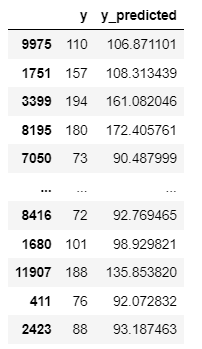 y y_predicted
9975 110 106.871101
1751 157 108.313439
3399 194 161.082046
8195 180 172.405761
7050 73 90.487999
... ... ...
8416 72 92.769465
1680 101 98.929821
11907 188 135.853820
411 76 92.072832
2423 88 93.187463